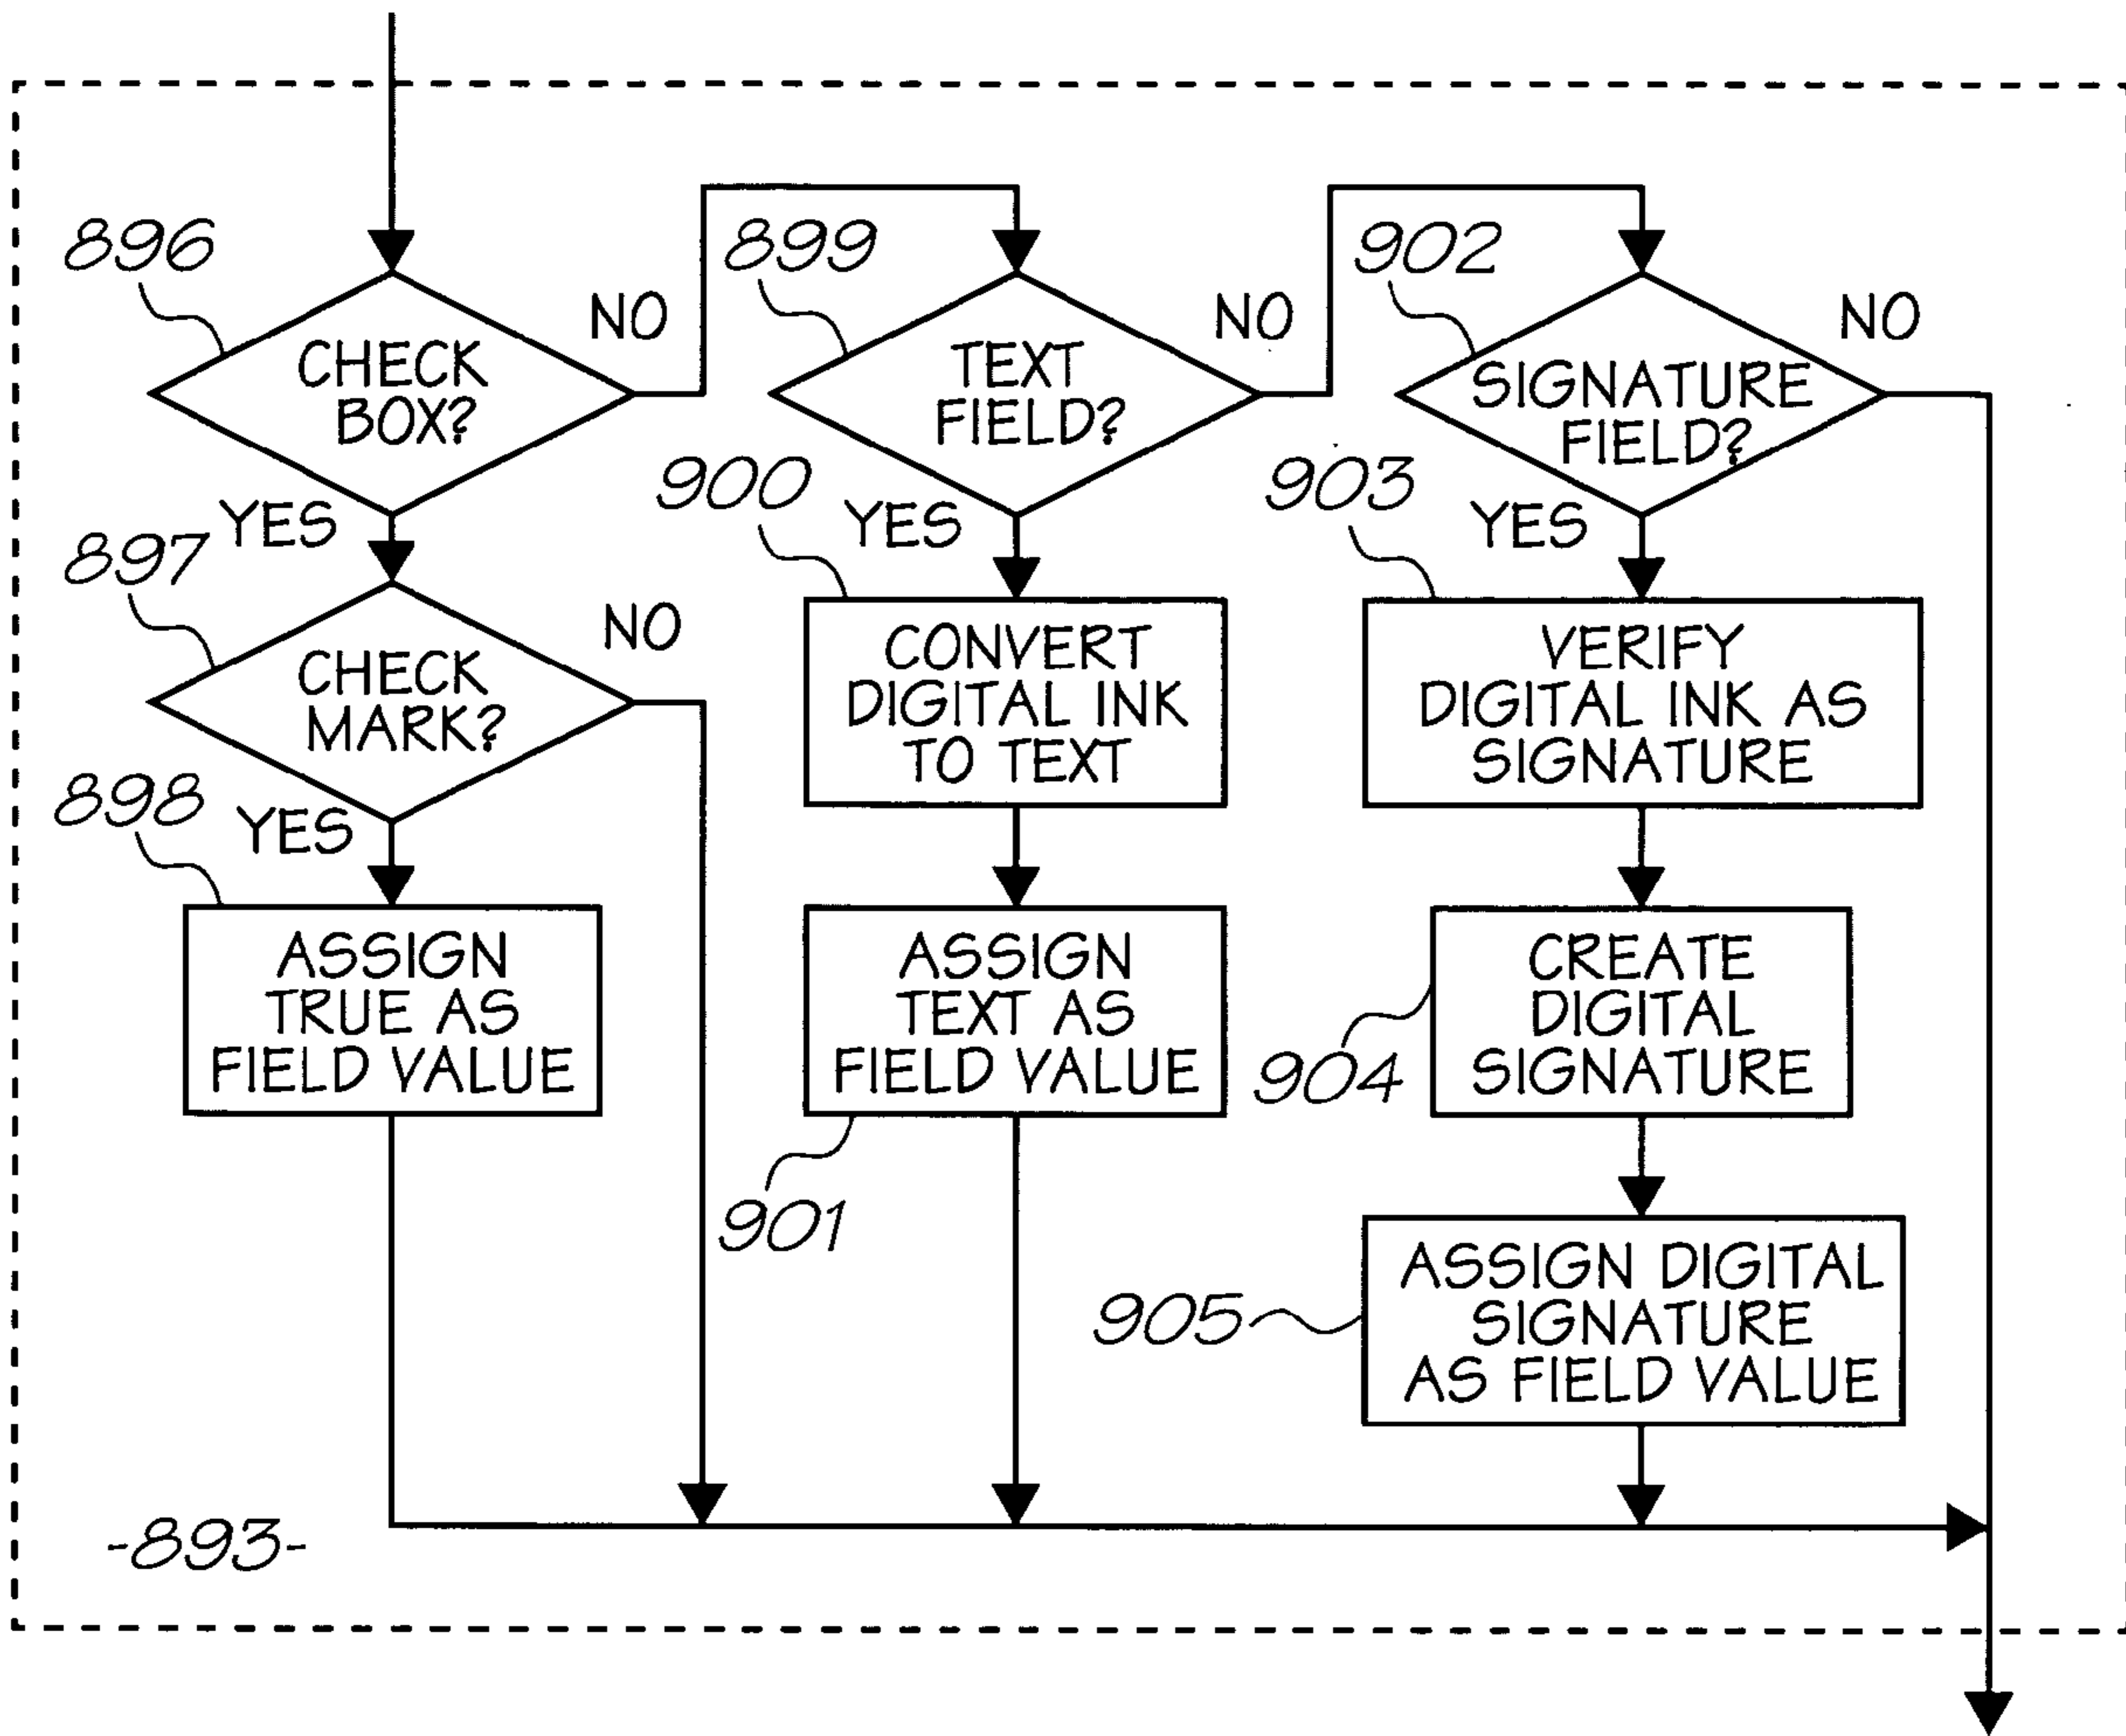 896
CHECK
BOX?
NO
YES
897
CHECK
MARK?
NO
YES
898
ASSIGN
TRUE AS
FIELD VALUE
899
TEXT
FIELD?
NO
YES
900
CONVERT
DIGITAL INK
TO TEXT
ASSIGN
TEXT AS
FIELD VALUE
901
902
SIGNATURE
FIELD?
NO
YES
903
VERIFY
DIGITAL INK AS
SIGNATURE
CREATE
DIGITAL
SIGNATURE
904
ASSIGN DIGITAL
SIGNATURE
AS FIELD VALUE
905
-893-